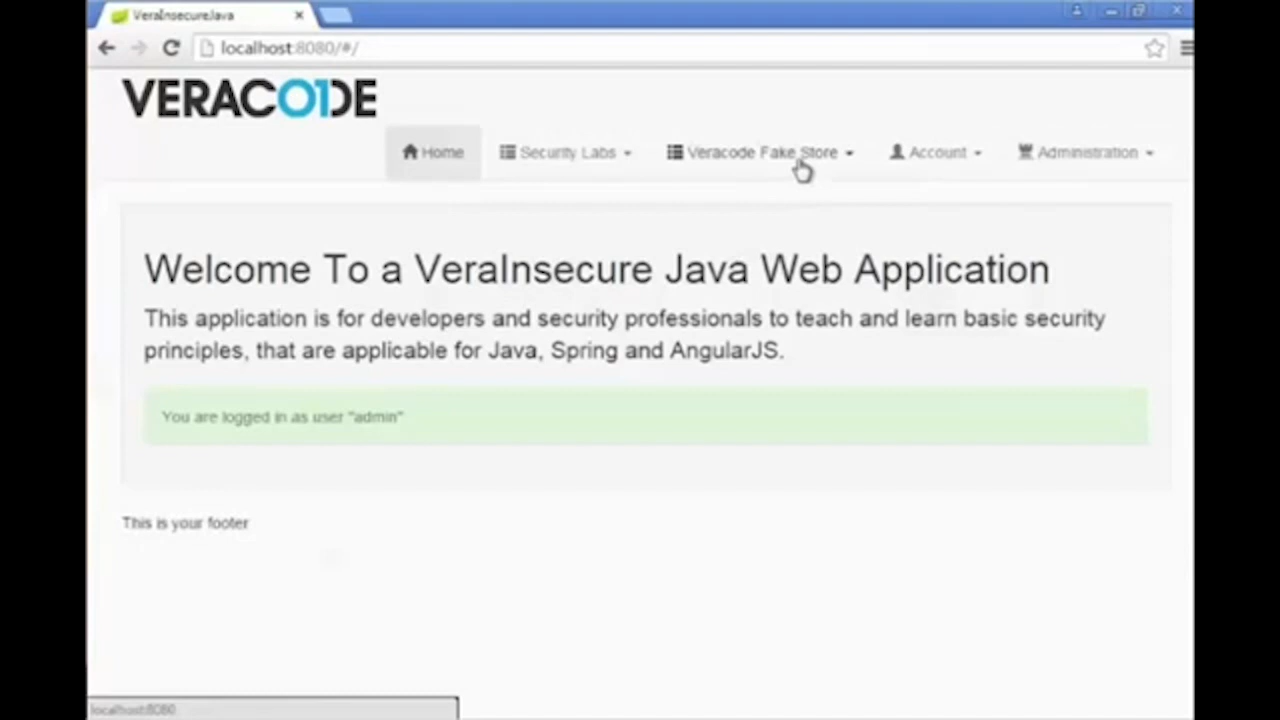 VeraInsecureJava
localhost:8080/#/
VERACODE
Home Security Labs Veracode Fake Store Account Administration
Welcome To a VeraInsecure Java Web Application
This application is for developers and security professionals to teach and learn basic security
principles, that are applicable for Java, Spring and AngularJS.
You are logged in as user "admin"
This is your footer
localhost:8080